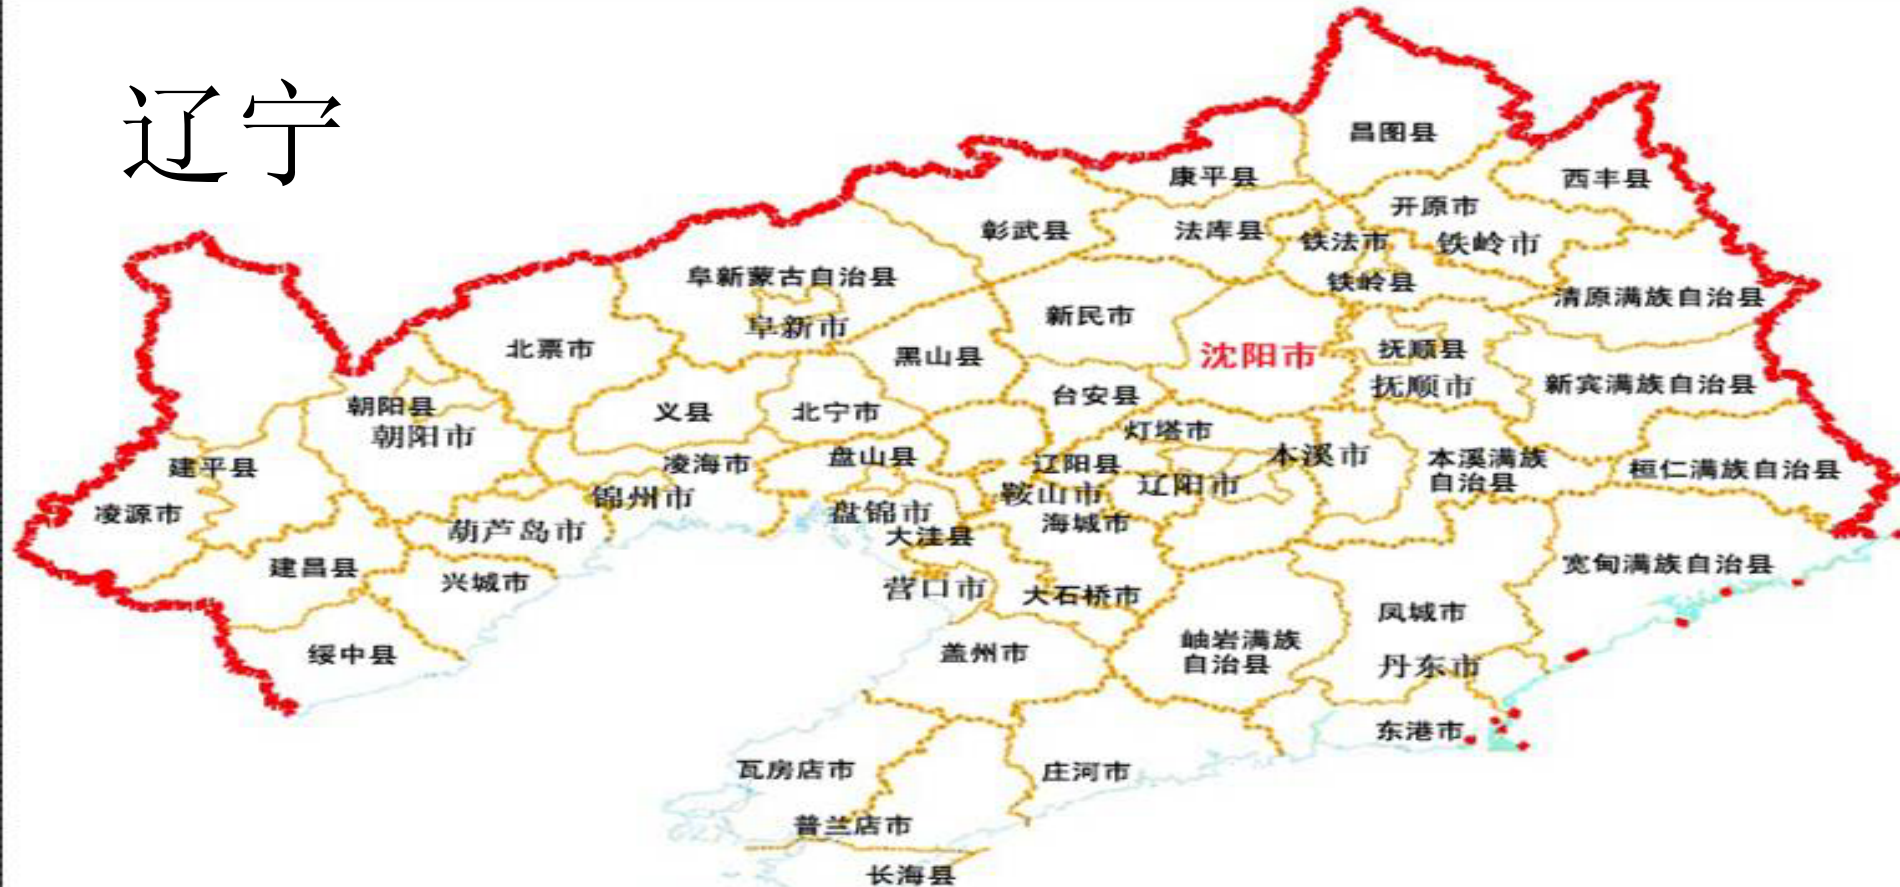 辽宁
昌图县
康平县
西丰县
开原市
彰武县
法库县
铁法市
铁岭市
阜新蒙古自治县
铁岭县
清原满族自治县
新民市
阜新市
北票市
黑山县
沈阳市
抚顺县
抚顺市
新宾满族自治县
台安县
朝阳县
义县
北宁市
朝阳市
灯塔市
本溪市
盘山县
凌海市
辽阳县
本溪满族
自治县
建平县
桓仁满族自治县
鞍山市
辽阳市
锦州市
凌源市
盘锦市
海城市
葫芦岛市
大洼县
建昌县
兴城市
营口市
大石桥市
宽甸满族自治县
凤城市
绥中县
盖州市
岫岩满族
自治县
丹东市
东港市
瓦房店市
庄河市
普兰店市
长海县